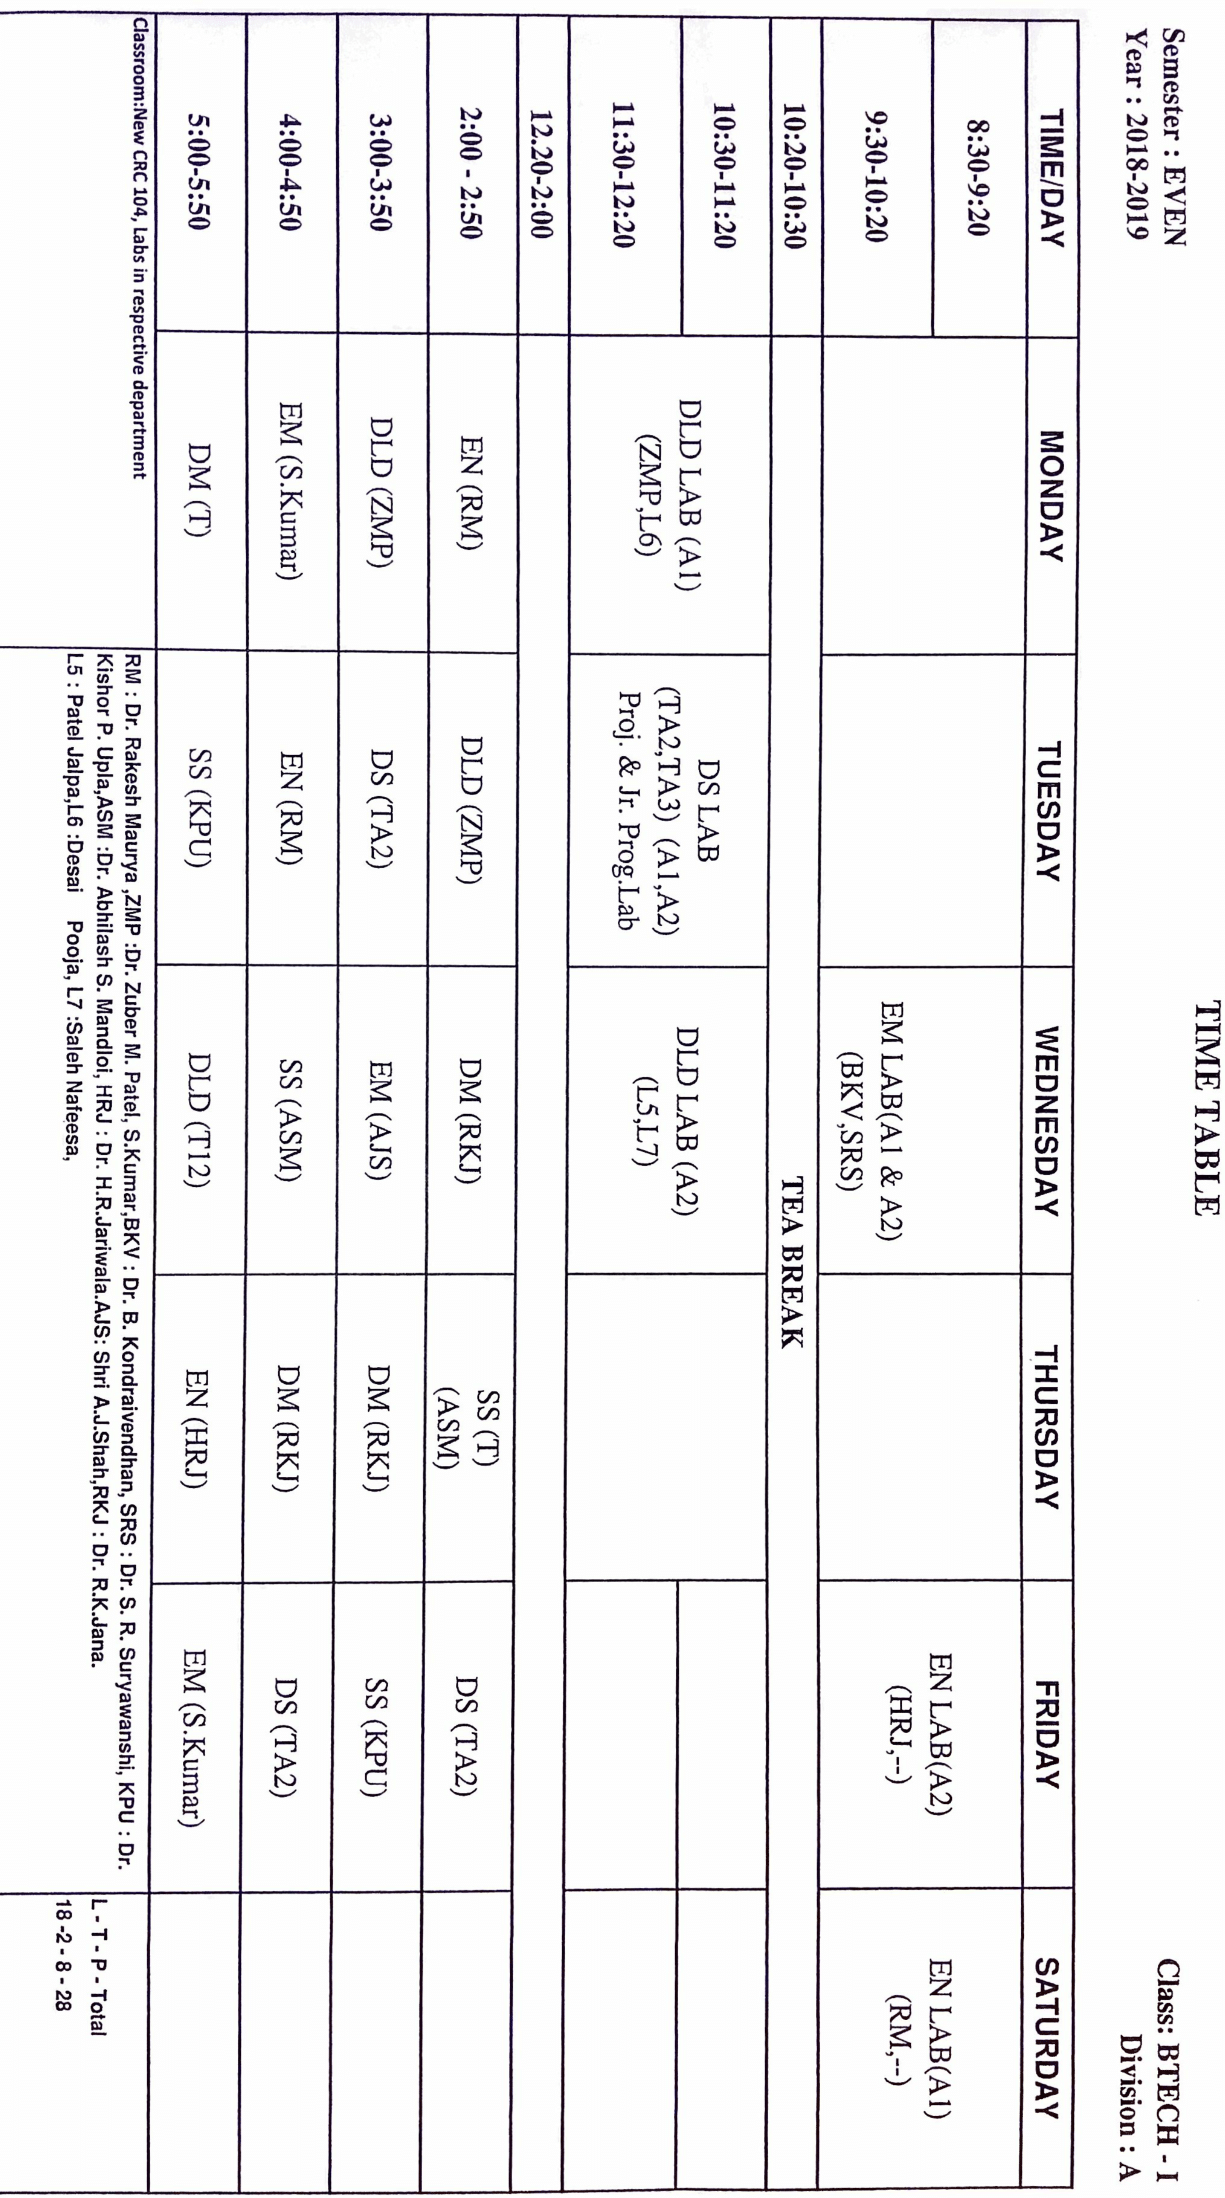 TIME TABLE
Semester : EVEN
Class: BTECH - I
Year : 2018-2019
Division : A
TIME/DAY MONDAY TUESDAY WEDNESDAY THURSDAY FRIDAY SATURDAY
8:30-9:20
9:30-10:20
EM LAB(A1 & A2)
(BKV,SRS)
EN LAB(A2)
(HRJ,--)
EN LAB(A1)
(RM,--)
10:20-10:30 TEA BREAK
10:30-11:20
11:30-12:20
DLD LAB (A1)
(ZMP,L6)
DS LAB
(TA2,TA3) (A1,A2)
Proj. & Jr. Prog.Lab
DLD LAB (A2)
(L5,L7)
12.20-2:00
2:00 - 2:50 EN (RM) DLD (ZMP) DM (RKJ) SS (T)
(ASM)
DS (TA2)
3:00-3:50 DLD (ZMP) DS (TA2) EM (AJS) DM (RKJ) SS (KPU)
4:00-4:50 EM (S.Kumar) EN (RM) SS (ASM) DM (RKJ) DS (TA2)
5:00-5:50 DM (T) SS (KPU) DLD (T12) EN (HRJ) EM (S.Kumar)
Classroom:New CRC 104, Labs in respective department
RM : Dr. Rakesh Maurya ,ZMP :Dr. Zuber M. Patel, S.Kumar,BKV : Dr. B. Kondraivendhan, SRS : Dr. S. R. Suryawanshi, KPU : Dr.
Kishor P. Upla,ASM :Dr. Abhilash S. Mandloi, HRJ : Dr. H.R.Jariwala.AJS: Shri A.J.Shah,RKJ : Dr. R.K.Jana.
L5 : Patel Jalpa,L6 :Desai Pooja, L7 :Saleh Nafeesa,
L - T - P - Total
18 -2 - 8 - 28